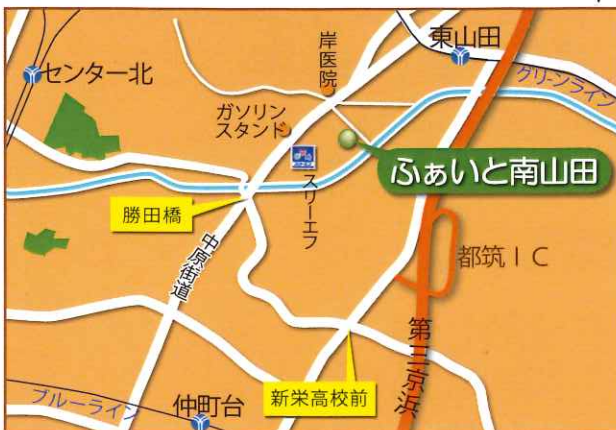 センター北
岸医院
東山田
グリーンライン
ガソリン
スタンド
スリーエフ
ふぁいと南山田
勝田橋
中原街道
都筑IC
第三京浜
新栄高校前
ブルーライン
仲町台